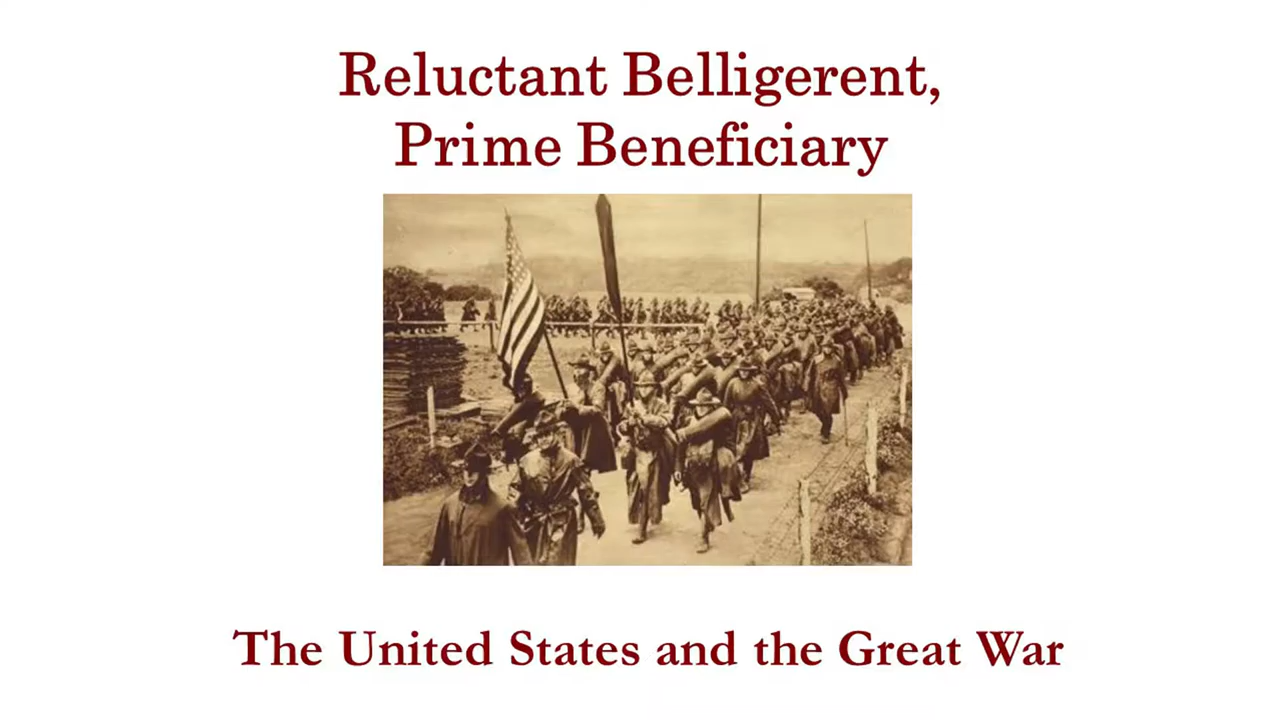 Reluctant Belligerent,
Prime Beneficiary
The United States and the Great War